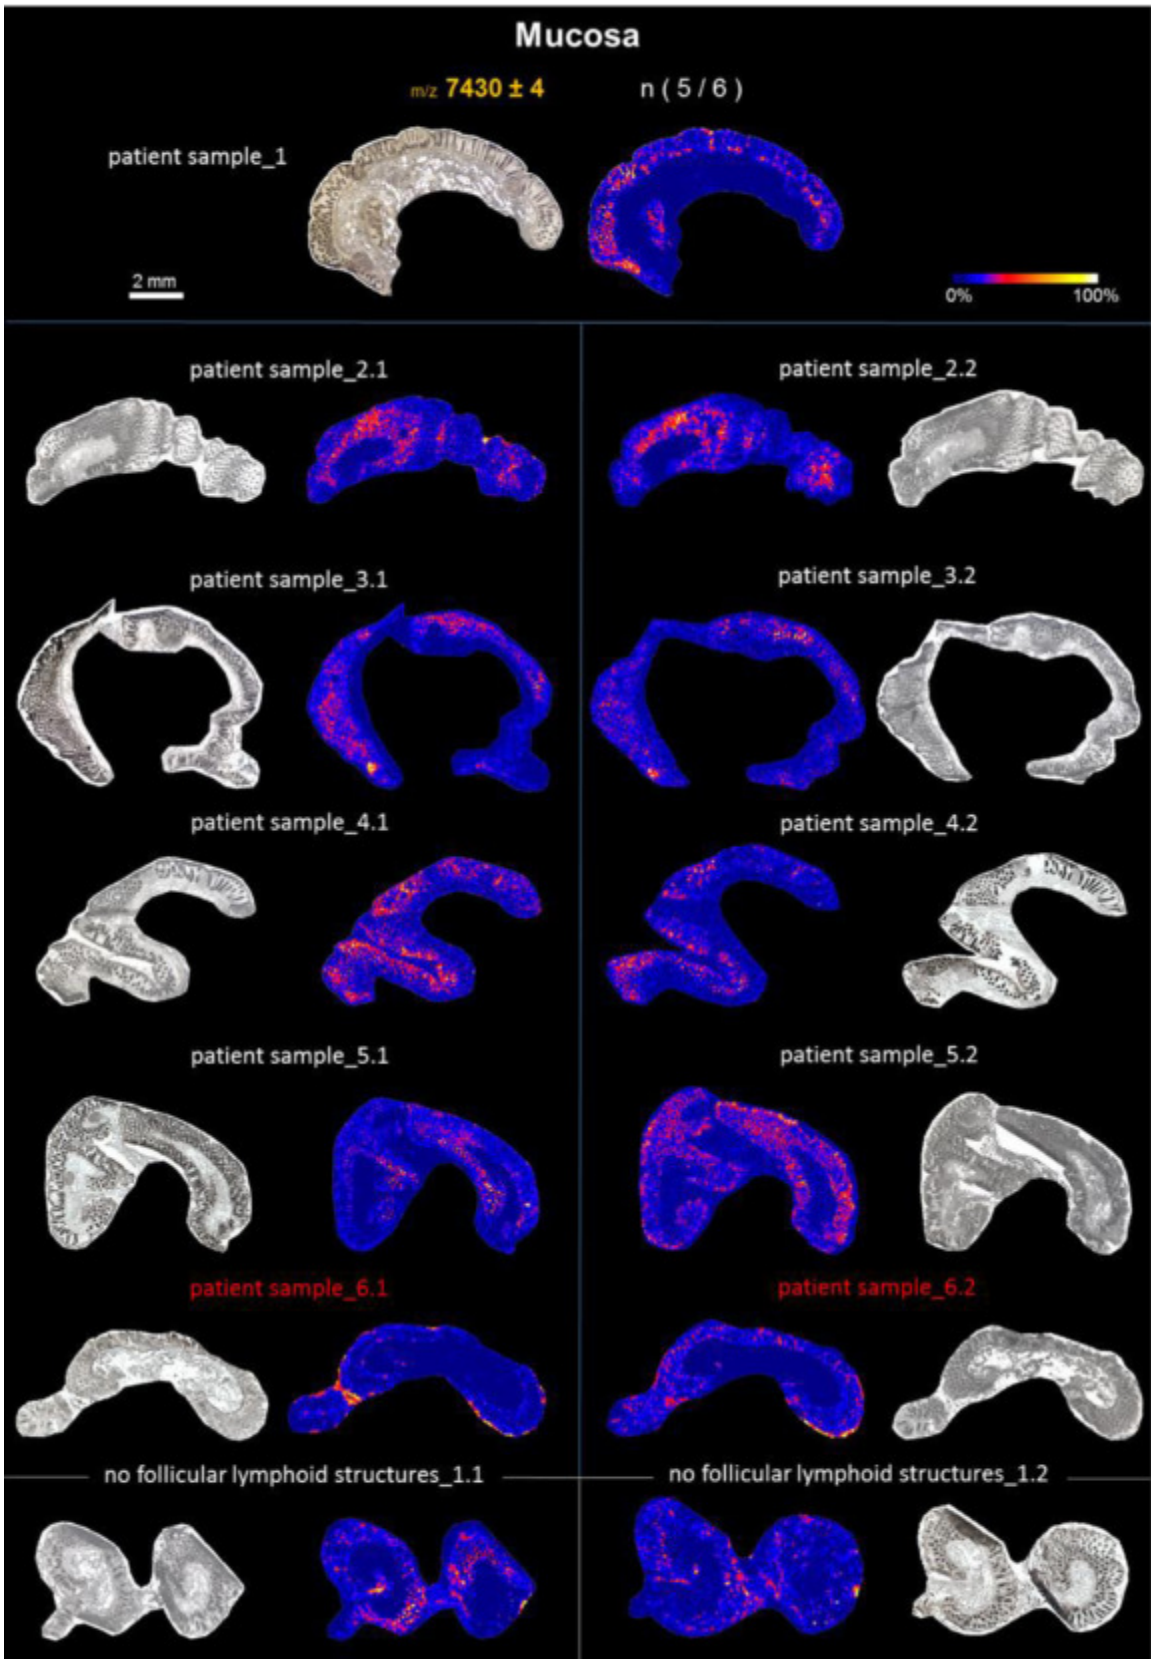 Mucosa
m/z 7430 ± 4 n ( 5 / 6 )
patient sample_1
2 mm
0% 100%
patient sample_2.1 patient sample_2.2
patient sample_3.1 patient sample_3.2
patient sample_4.1 patient sample_4.2
patient sample_5.1 patient sample_5.2
patient sample_6.1 patient sample_6.2
no follicular lymphoid structures_1.1 no follicular lymphoid structures_1.2